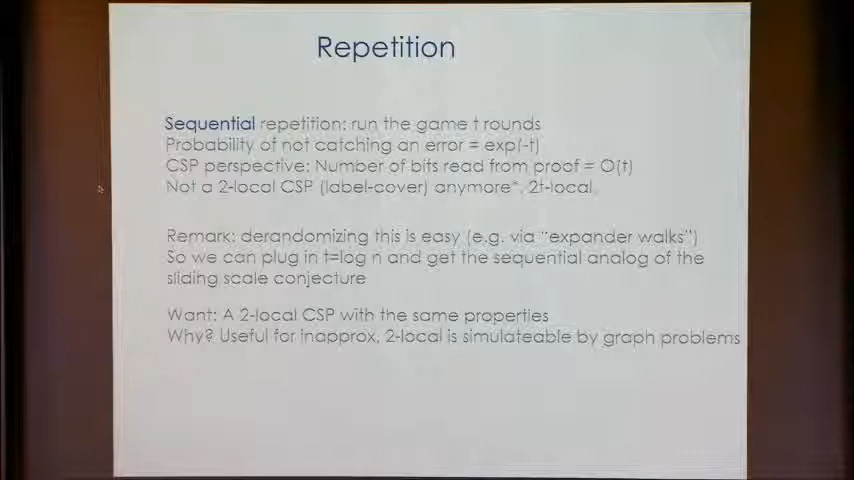 Repetition
Sequential repetition: run the game t rounds
Probability of not catching an error = exp(-t)
CSP perspective: Number of bits read from proof = O(t)
Not a 2-local CSP (label-cover) anymore*, 2t-local.
Remark: derandomizing this is easy (e.g. via "expander walks")
So we can plug in t=log n and get the sequential analog of the
sliding scale conjecture
Want: A 2-local CSP with the same properties
Why? Useful for inapprox, 2-local is simulateable by graph problems